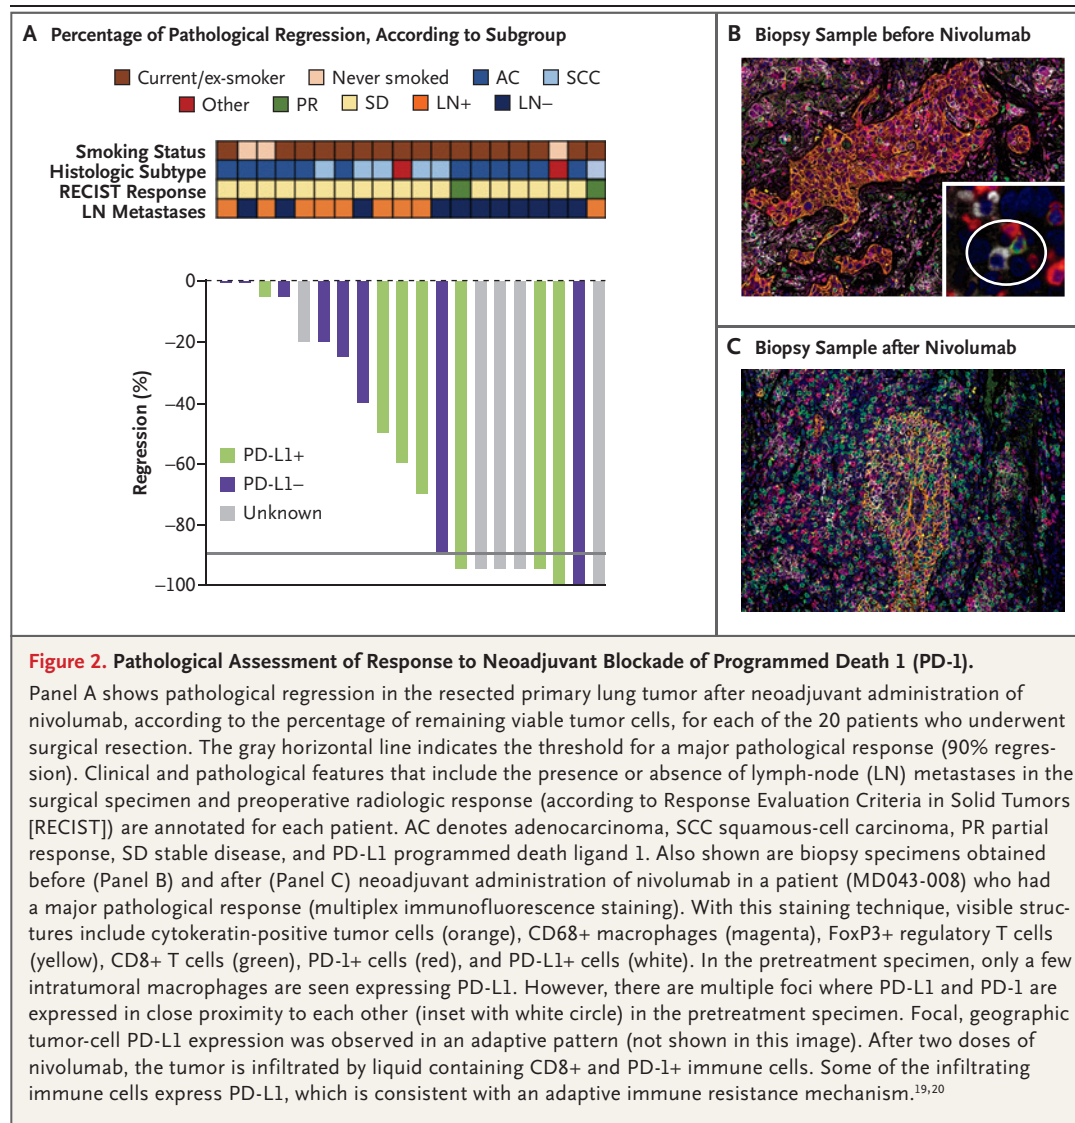 A Percentage of Pathological Regression, According to Subgroup
Current/ex-smoker Never smoked AC SCC
Other PR SD LN+ LN−
Smoking Status
Histologic Subtype
RECIST Response
LN Metastases
0
−20
−40
−60
−80
−100
Regression (%)
PD-L1+
PD-L1−
Unknown
B Biopsy Sample before Nivolumab
C Biopsy Sample after Nivolumab
Figure 2. Pathological Assessment of Response to Neoadjuvant Blockade of Programmed Death 1 (PD-1).
Panel A shows pathological regression in the resected primary lung tumor after neoadjuvant administration of
nivolumab, according to the percentage of remaining viable tumor cells, for each of the 20 patients who underwent
surgical resection. The gray horizontal line indicates the threshold for a major pathological response (90% regres-
sion). Clinical and pathological features that include the presence or absence of lymph-node (LN) metastases in the
surgical specimen and preoperative radiologic response (according to Response Evaluation Criteria in Solid Tumors
[RECIST]) are annotated for each patient. AC denotes adenocarcinoma, SCC squamous-cell carcinoma, PR partial
response, SD stable disease, and PD-L1 programmed death ligand 1. Also shown are biopsy specimens obtained
before (Panel B) and after (Panel C) neoadjuvant administration of nivolumab in a patient (MD043-008) who had
a major pathological response (multiplex immunofluorescence staining). With this staining technique, visible struc-
tures include cytokeratin-positive tumor cells (orange), CD68+ macrophages (magenta), FoxP3+ regulatory T cells
(yellow), CD8+ T cells (green), PD-1+ cells (red), and PD-L1+ cells (white). In the pretreatment specimen, only a few
intratumoral macrophages are seen expressing PD-L1. However, there are multiple foci where PD-L1 and PD-1 are
expressed in close proximity to each other (inset with white circle) in the pretreatment specimen. Focal, geographic
tumor-cell PD-L1 expression was observed in an adaptive pattern (not shown in this image). After two doses of
nivolumab, the tumor is infiltrated by liquid containing CD8+ and PD-1+ immune cells. Some of the infiltrating
immune cells express PD-L1, which is consistent with an adaptive immune resistance mechanism.19,20